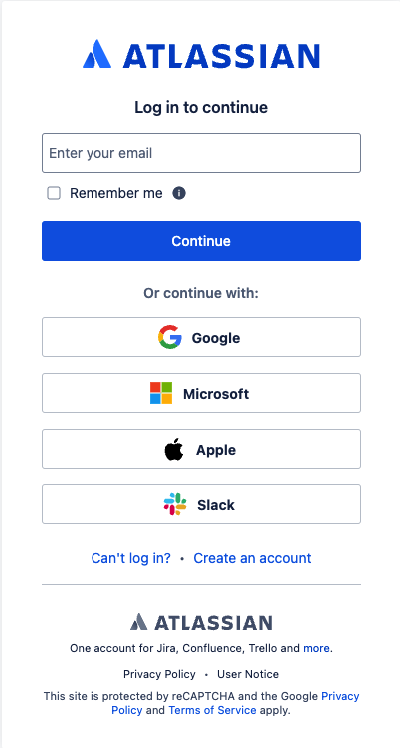 ATLASSIAN
Log in to continue
Enter your email
Remember me
Continue
Or continue with:
Google
Microsoft
Apple
Slack
Can't log in? • Create an account
ATLASSIAN
One account for Jira, Confluence, Trello and more.
Privacy Policy • User Notice
This site is protected by reCAPTCHA and the Google Privacy
Policy and Terms of Service apply.